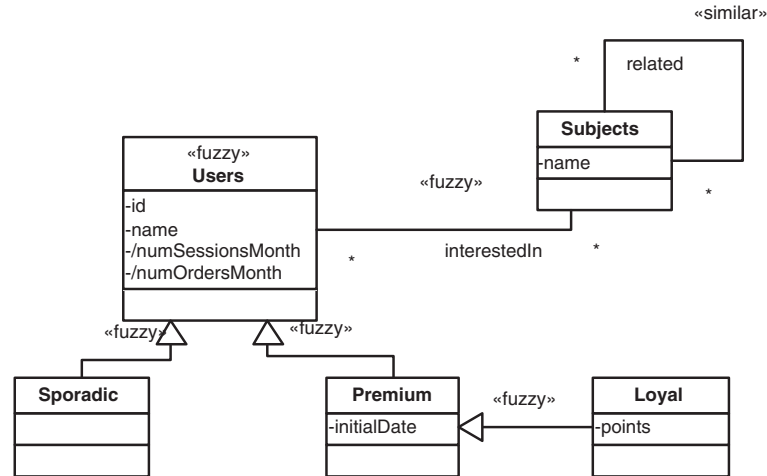 «similar»
*
related
Subjects
-name
*
«fuzzy»
Users
-id
-name
-/numSessionsMonth
-/numOrdersMonth
«fuzzy»
*
interestedIn
*
«fuzzy»
«fuzzy»
Sporadic
Premium
-initialDate
«fuzzy»
Loyal
-points